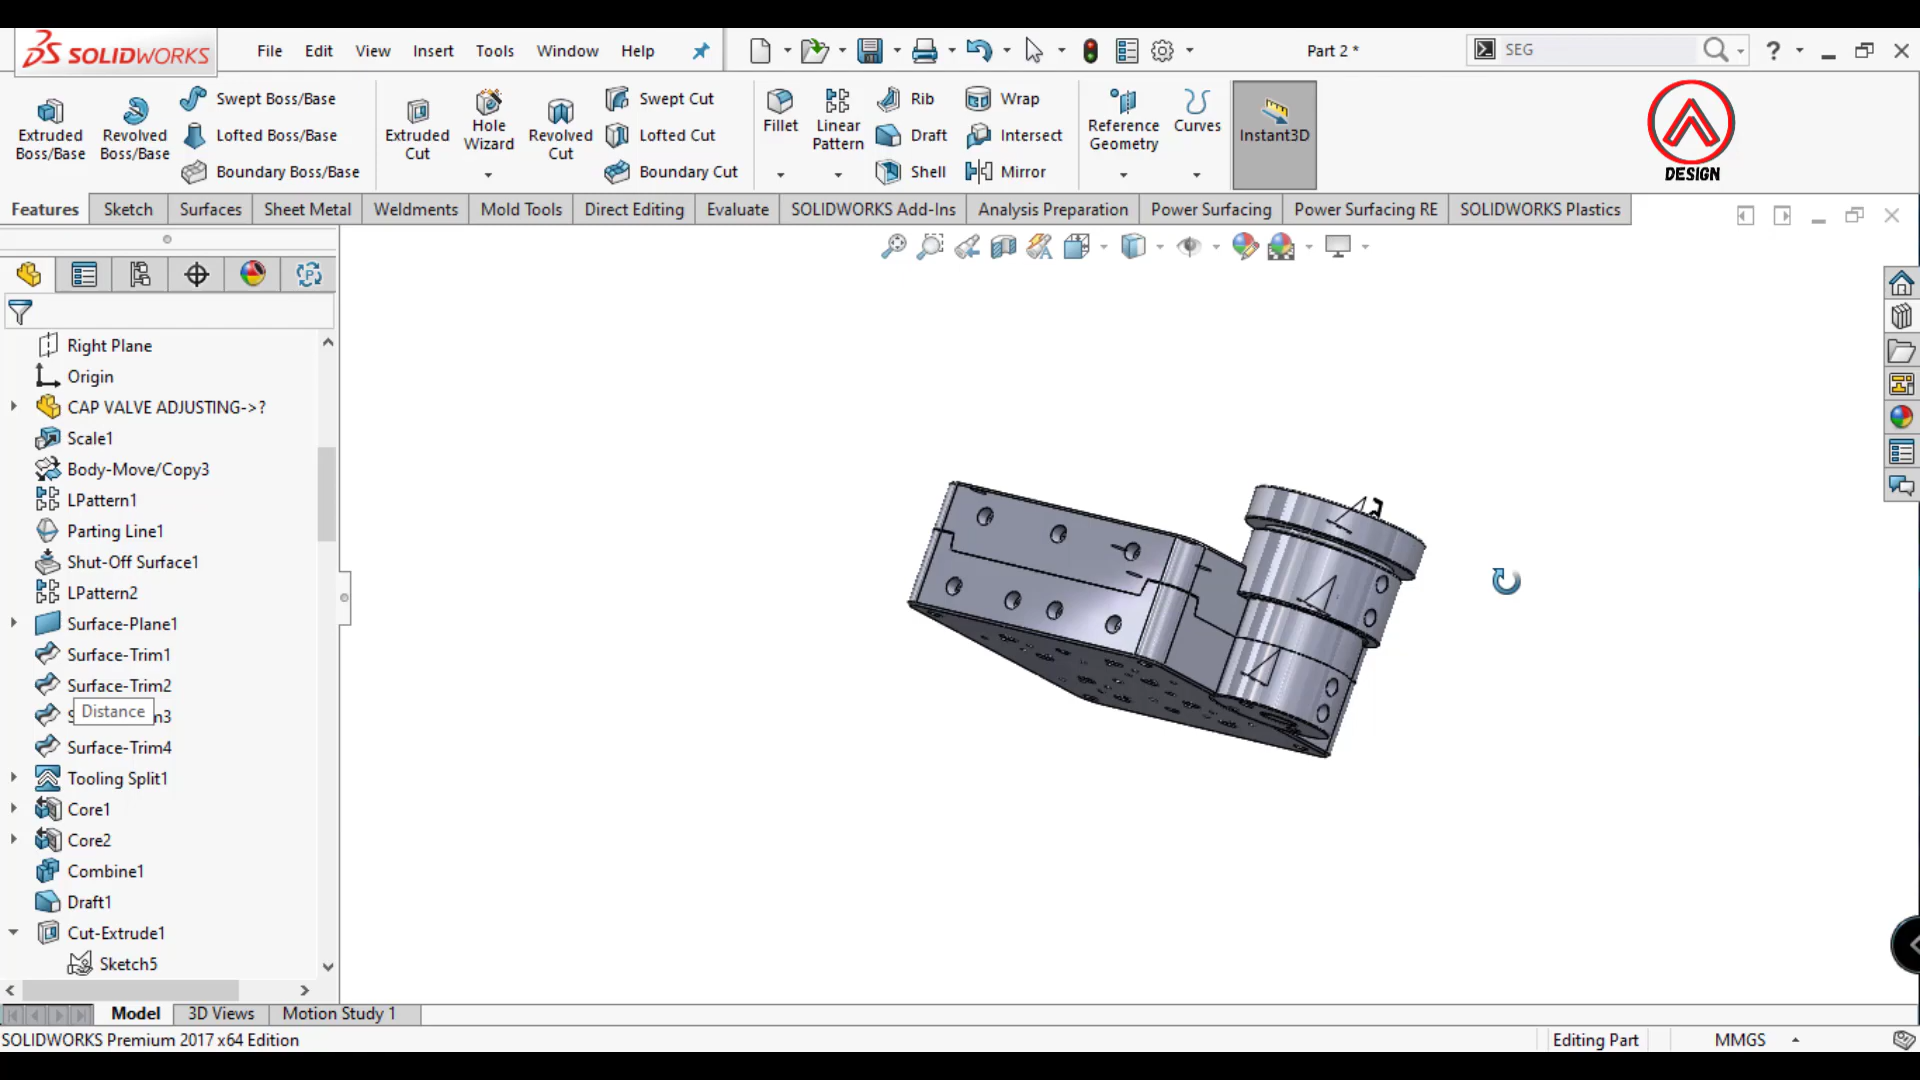 SOLIDWORKS File Edit View Insert Tools Window Help Part 2 * SEG ?
Extruded Boss/Base
Revolved Boss/Base
Swept Boss/Base
Lofted Boss/Base
Boundary Boss/Base
Extruded Cut
Hole Wizard
Revolved Cut
Swept Cut
Lofted Cut
Boundary Cut
Fillet
Linear Pattern
Rib
Draft
Shell
Wrap
Intersect
Mirror
Reference Geometry
Curves
Instant3D
DESIGN
Features Sketch Surfaces Sheet Metal Weldments Mold Tools Direct Editing Evaluate SOLIDWORKS Add-Ins Analysis Preparation Power Surfacing Power Surfacing RE SOLIDWORKS Plastics
Right Plane
Origin
CAP VALVE ADJUSTING->?
Scale1
Body-Move/Copy3
LPattern1
Parting Line1
Shut-Off Surface1
LPattern2
Surface-Plane1
Surface-Trim1
Surface-Trim2
Distance
Surface-Trim4
Tooling Split1
Core1
Core2
Combine1
Draft1
Cut-Extrude1
Sketch5
Model 3D Views Motion Study 1
SOLIDWORKS Premium 2017 x64 Edition Editing Part MMGS